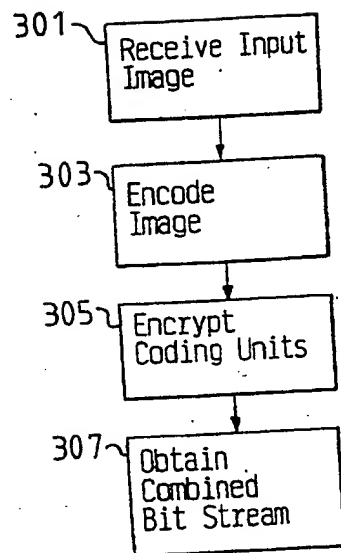 301
Receive Input
Image
303
Encode
Image
305
Encrypt
Coding Units
307
Obtain
Combined
Bit Stream